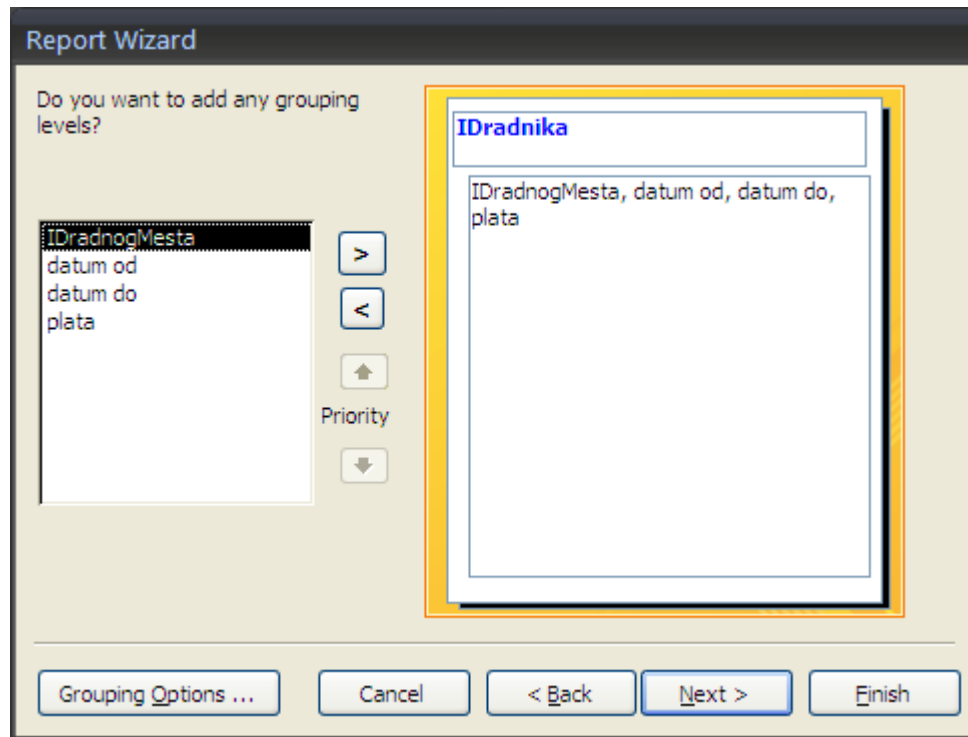 Report Wizard
Do you want to add any grouping
levels?
IDradnogMesta
datum od
datum do
plata
>
<
Priority
IDradnika
IDradnogMesta, datum od, datum do,
plata
Grouping Options ...
Cancel
< Back
Next >
Finish